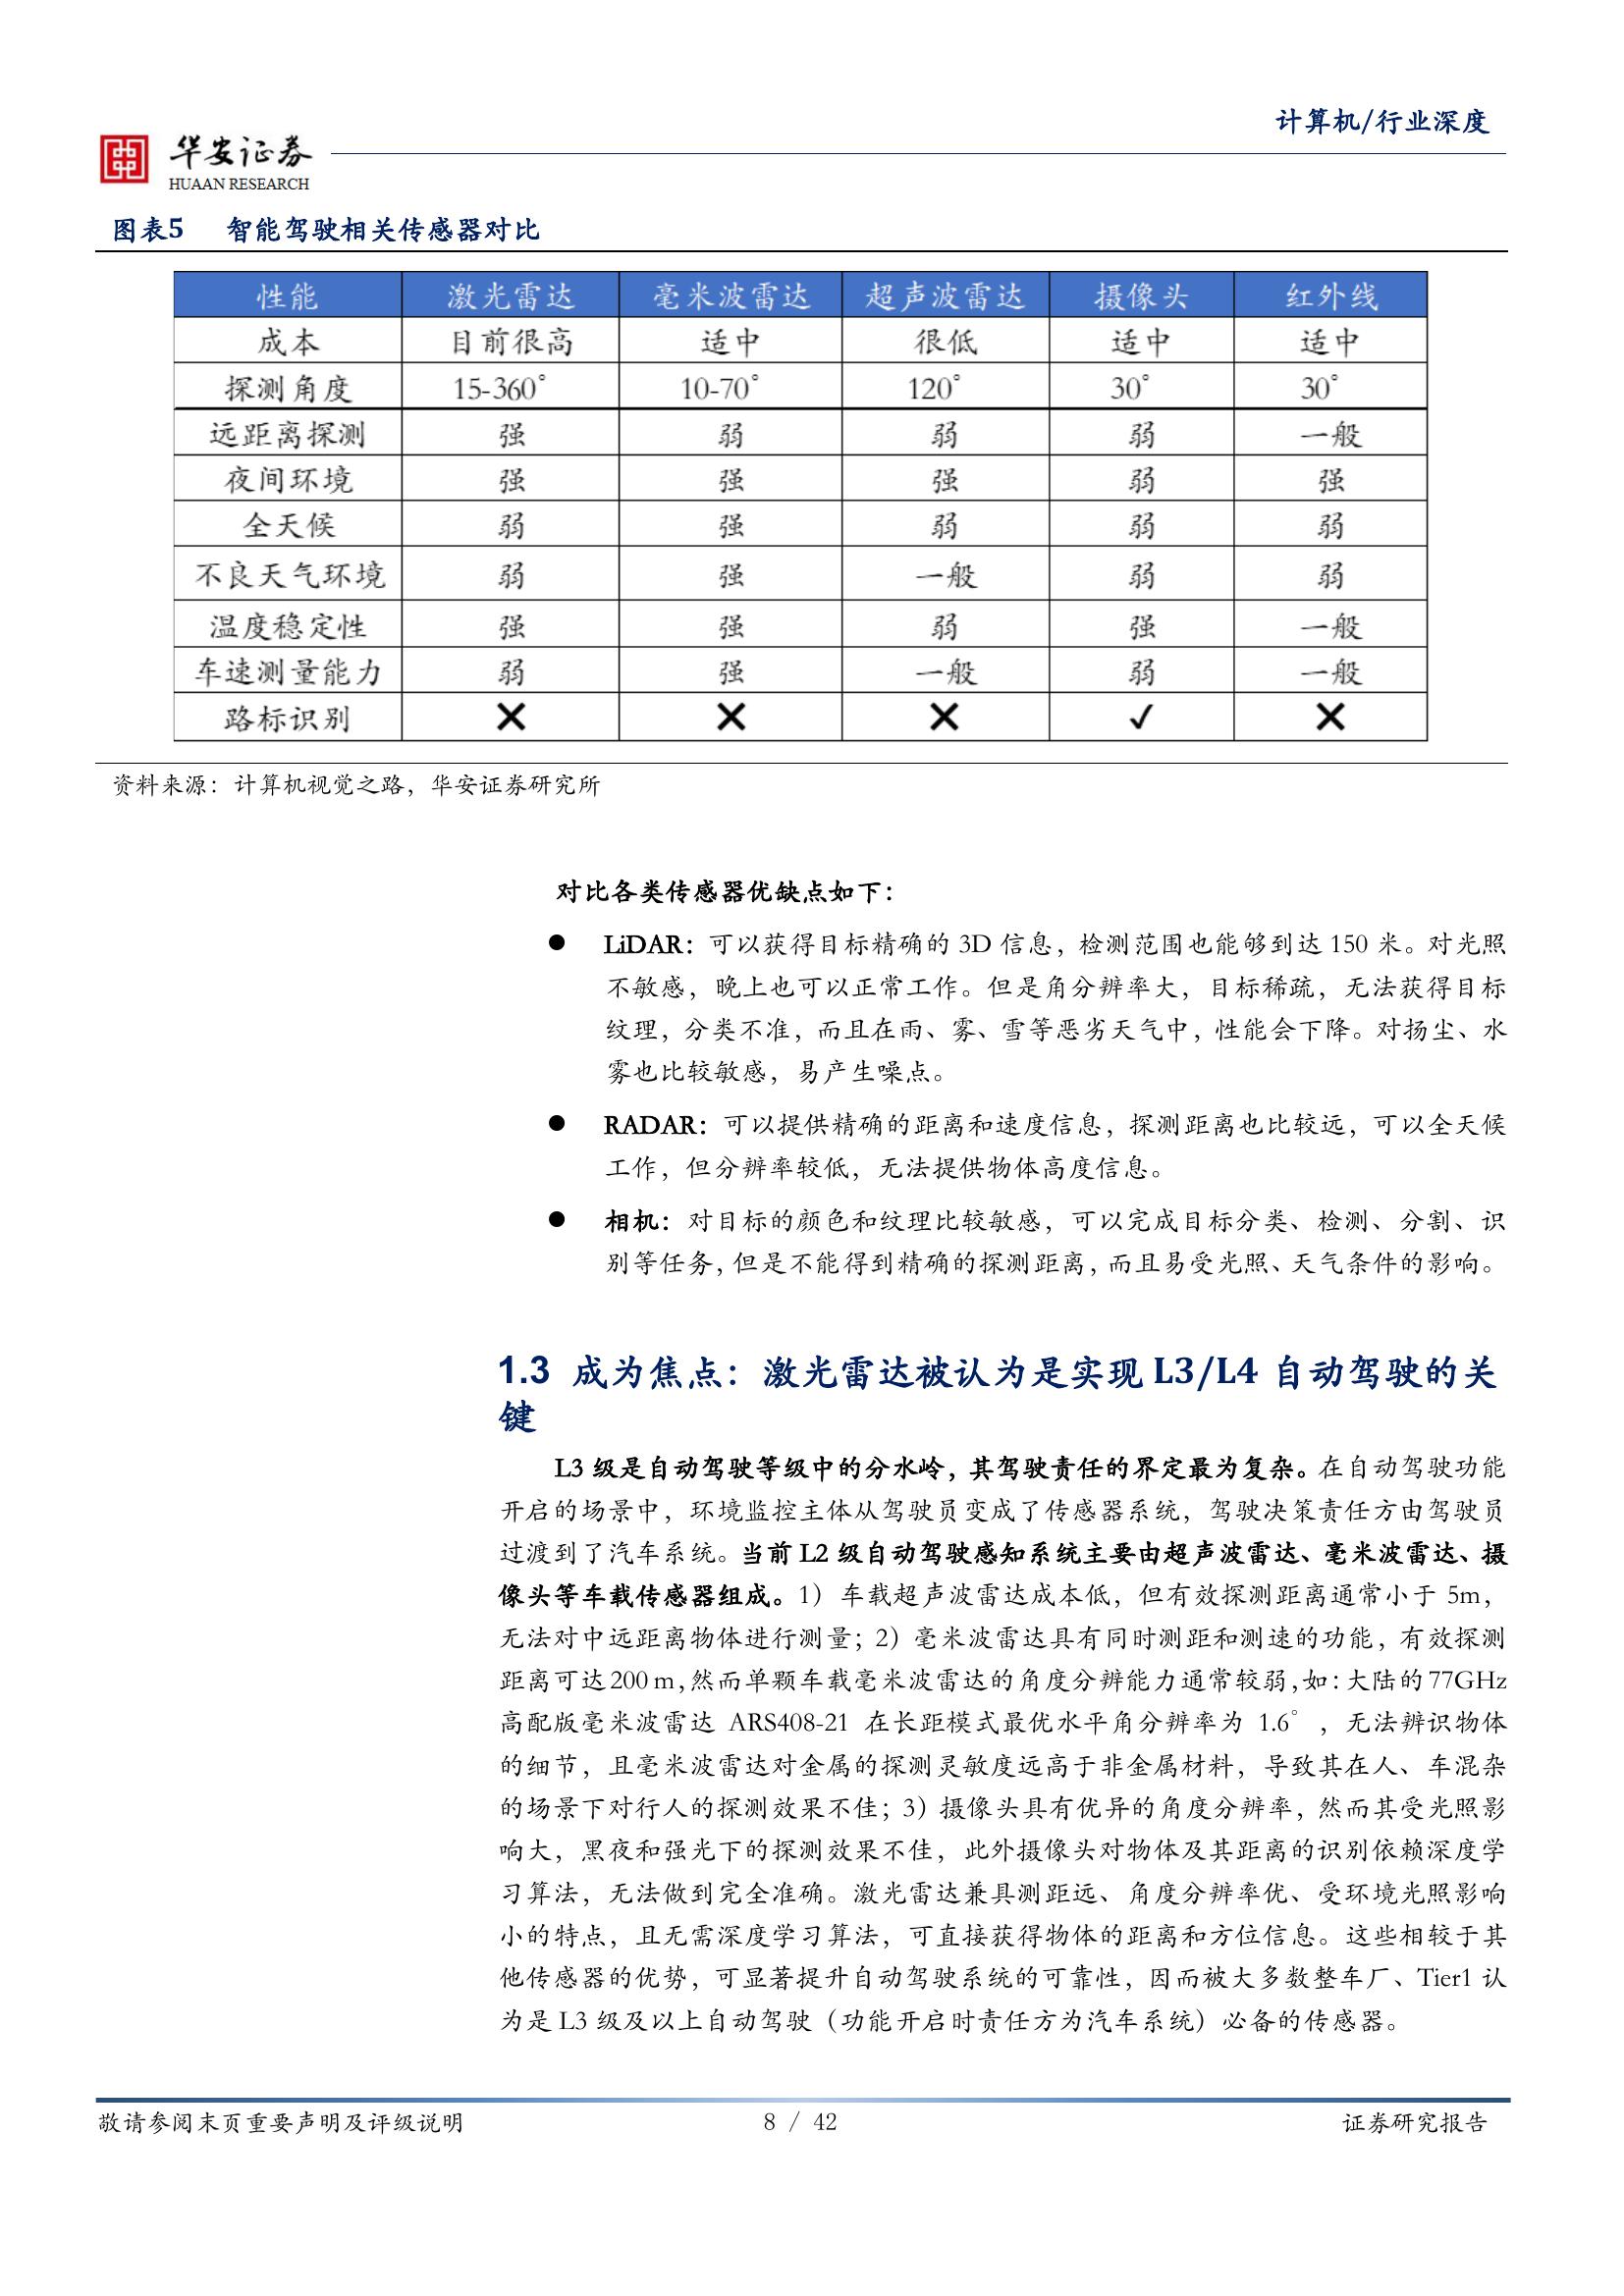 计算机/行业深度
华安证券
HUAAN RESEARCH
图表5 智能驾驶相关传感器对比
性能 激光雷达 毫米波雷达 超声波雷达 摄像头 红外线
成本 目前很高 适中 很低 适中 适中
探测角度 15-360° 10-70° 120° 30° 30°
远距离探测 强 弱 弱 弱 一般
夜间环境 强 强 强 弱 强
全天候 弱 强 弱 弱 弱
不良天气环境 弱 强 一般 弱 弱
温度稳定性 强 强 弱 强 一般
车速测量能力 弱 强 一般 弱 一般
路标识别 ✕ ✕ ✕ ✓ ✕
资料来源：计算机视觉之路，华安证券研究所
对比各类传感器优缺点如下：
● LiDAR：可以获得目标精确的 3D 信息，检测范围也能够到达 150 米。对光照
不敏感，晚上也可以正常工作。但是角分辨率大，目标稀疏，无法获得目标
纹理，分类不准，而且在雨、雾、雪等恶劣天气中，性能会下降。对扬尘、水
雾也比较敏感，易产生噪点。
● RADAR：可以提供精确的距离和速度信息，探测距离也比较远，可以全天候
工作，但分辨率较低，无法提供物体高度信息。
● 相机：对目标的颜色和纹理比较敏感，可以完成目标分类、检测、分割、识
别等任务，但是不能得到精确的探测距离，而且易受光照、天气条件的影响。
1.3 成为焦点：激光雷达被认为是实现 L3/L4 自动驾驶的关
键
L3 级是自动驾驶等级中的分水岭，其驾驶责任的界定最为复杂。在自动驾驶功能
开启的场景中，环境监控主体从驾驶员变成了传感器系统，驾驶决策责任方由驾驶员
过渡到了汽车系统。当前 L2 级自动驾驶感知系统主要由超声波雷达、毫米波雷达、摄
像头等车载传感器组成。1）车载超声波雷达成本低，但有效探测距离通常小于 5m，
无法对中远距离物体进行测量；2）毫米波雷达具有同时测距和测速的功能，有效探测
距离可达 200 m，然而单颗车载毫米波雷达的角度分辨能力通常较弱，如：大陆的 77GHz
高配版毫米波雷达 ARS408-21 在长距模式最优水平角分辨率为 1.6°，无法辨识物体
的细节，且毫米波雷达对金属的探测灵敏度远高于非金属材料，导致其在人、车混杂
的场景下对行人的探测效果不佳；3）摄像头具有优异的角度分辨率，然而其受光照影
响大，黑夜和强光下的探测效果不佳，此外摄像头对物体及其距离的识别依赖深度学
习算法，无法做到完全准确。激光雷达兼具测距远、角度分辨率优、受环境光照影响
小的特点，且无需深度学习算法，可直接获得物体的距离和方位信息。这些相较于其
他传感器的优势，可显著提升自动驾驶系统的可靠性，因而被大多数整车厂、Tier1 认
为是 L3 级及以上自动驾驶（功能开启时责任方为汽车系统）必备的传感器。
敬请参阅末页重要声明及评级说明 8 / 42 证券研究报告